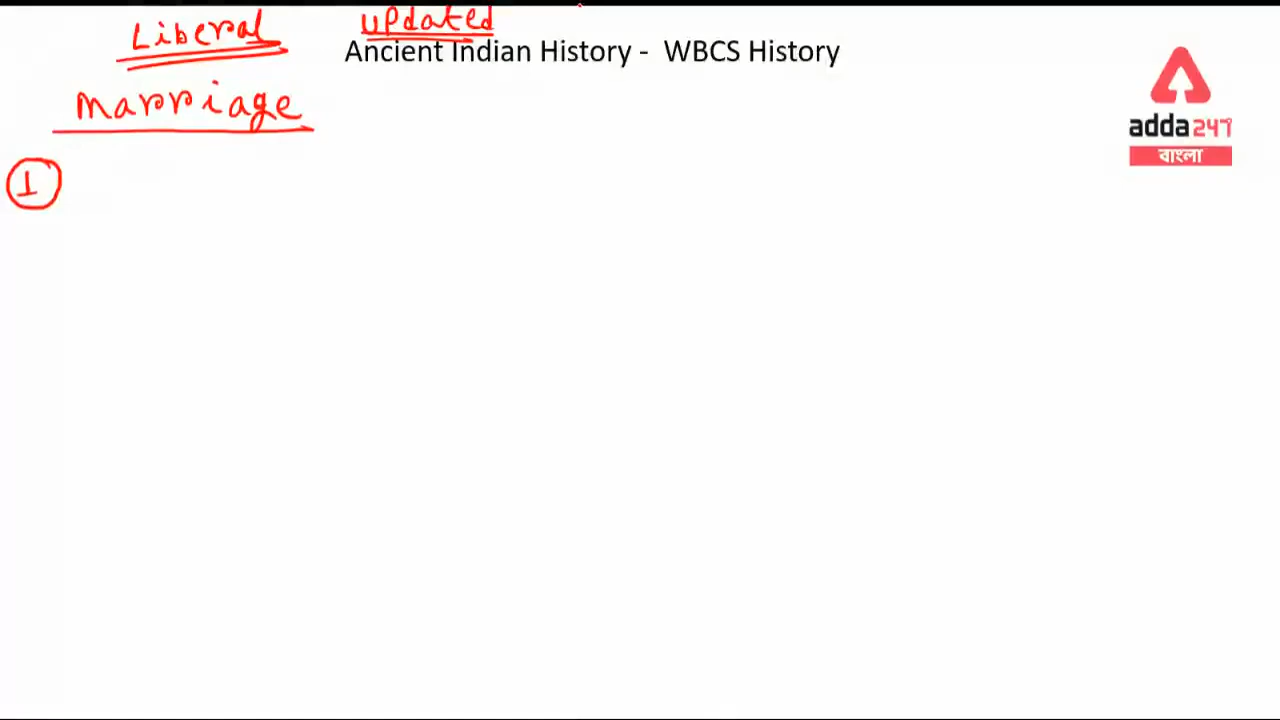 Liberal
updated
Ancient Indian History - WBCS History
Marriage
1
adda247
বাংলা